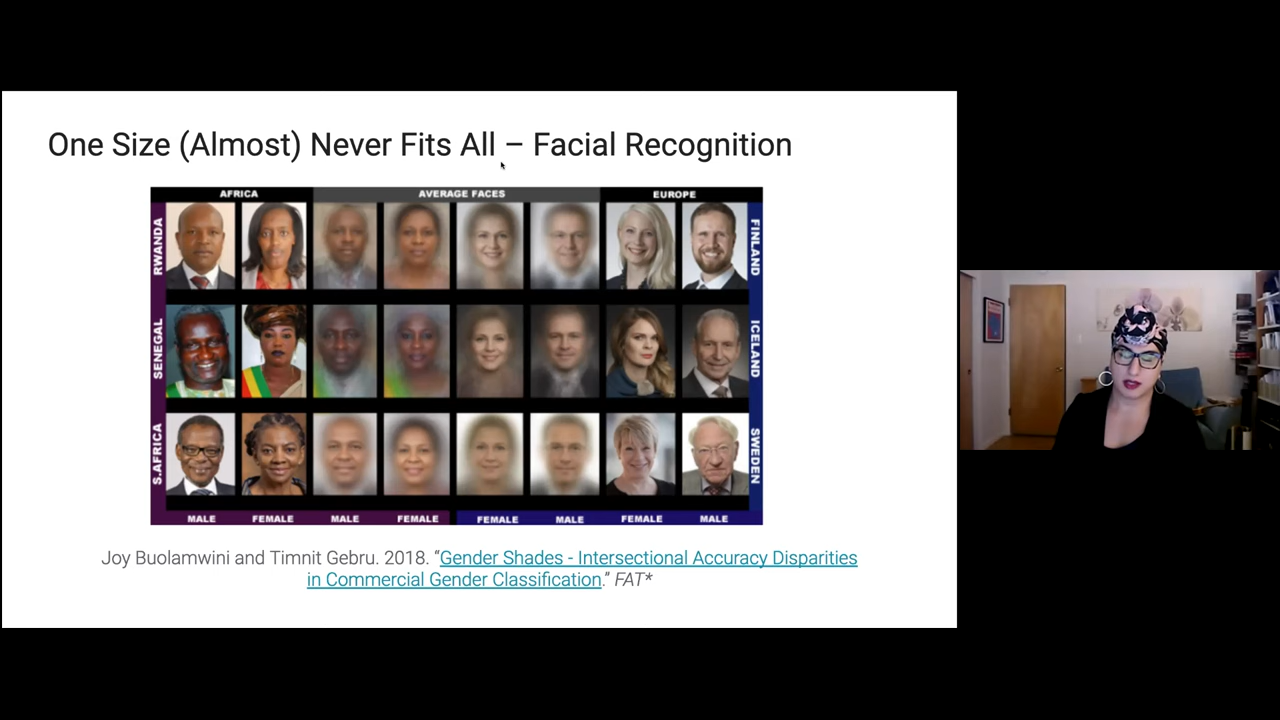 One Size (Almost) Never Fits All – Facial Recognition
AFRICA AVERAGE FACES EUROPE
RWANDA
FINLAND
SENEGAL
ICELAND
S.AFRICA
SWEDEN
MALE FEMALE MALE FEMALE FEMALE MALE FEMALE MALE
Joy Buolamwini and Timnit Gebru. 2018. “Gender Shades - Intersectional Accuracy Disparities
in Commercial Gender Classification.” FAT*